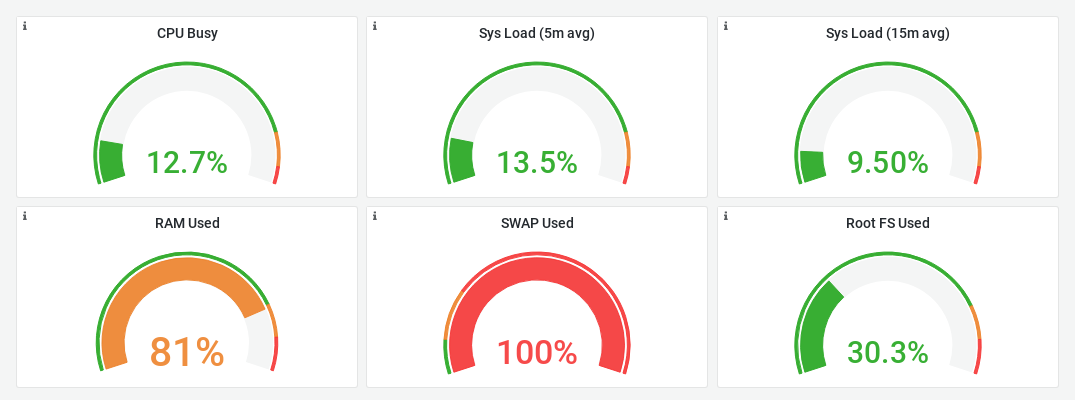 CPU Busy
12.7%
Sys Load (5m avg)
13.5%
Sys Load (15m avg)
9.50%
RAM Used
81%
SWAP Used
100%
Root FS Used
30.3%